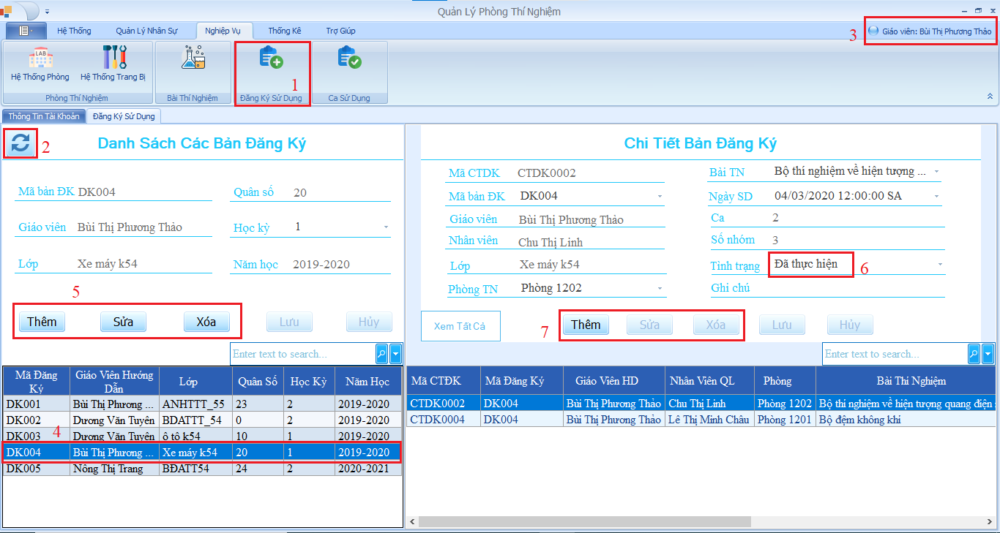 Quản Lý Phòng Thí Nghiệm
Hệ Thống Quản Lý Nhân Sự Nghiệp Vụ Thống Kê Trợ Giúp
3 Giáo viên: Bùi Thị Phương Thảo
LAB
Hệ Thống Phòng Hệ Thống Trang Bị
1
Phòng Thí Nghiệm Bài Thí Nghiệm Đăng Ký Sử Dụng Ca Sử Dụng
Thông Tin Tài Khoản Đăng Ký Sử Dụng
2 Danh Sách Các Bản Đăng Ký
Mã bản ĐK DK004 Quân số 20
Giáo viên Bùi Thị Phương Thảo Học kỳ 1
Lớp Xe máy k54 Năm học 2019-2020
5
Thêm Sửa Xóa Lưu Hủy
Enter text to search...
Mã Đăng Ký Giáo Viên Hướng Dẫn Lớp Quân Số Học Kỳ Năm Học
DK001 Bùi Thị Phương ... ANHTTT_55 23 2 2019-2020
DK002 Dương Văn Tuyên BDATTT_54 0 2 2019-2020
DK003 Dương Văn Tuyên ô tô k54 10 1 2019-2020
4
DK004 Bùi Thị Phương ... Xe máy k54 20 1 2019-2020
DK005 Nông Thị Trang BĐATT54 24 2 2020-2021
Chi Tiết Bản Đăng Ký
Mã CTDK CTDK0002 Bài TN Bộ thí nghiệm về hiện tượng ...
Mã bản ĐK DK004 Ngày SD 04/03/2020 12:00:00 SA
Giáo viên Bùi Thị Phương Thảo Ca 2
Nhân viên Chu Thị Linh Số nhóm 3
Lớp Xe máy k54 Tình trạng Đã thực hiện 6
Phòng TN Phòng 1202 Ghi chú
Xem Tất Cả 7 Thêm Sửa Xóa Lưu Hủy
Enter text to search...
Mã CTĐK Mã Đăng Ký Giáo Viên HD Nhân Viên QL Phòng Bài Thí Nghiệm
CTDK0002 DK004 Bùi Thị Phương Thảo Chu Thị Linh Phòng 1202 Bộ thí nghiệm về hiện tượng quang điện
CTDK0004 DK004 Bùi Thị Phương Thảo Lê Thị Minh Châu Phòng 1201 Bộ đệm không khí